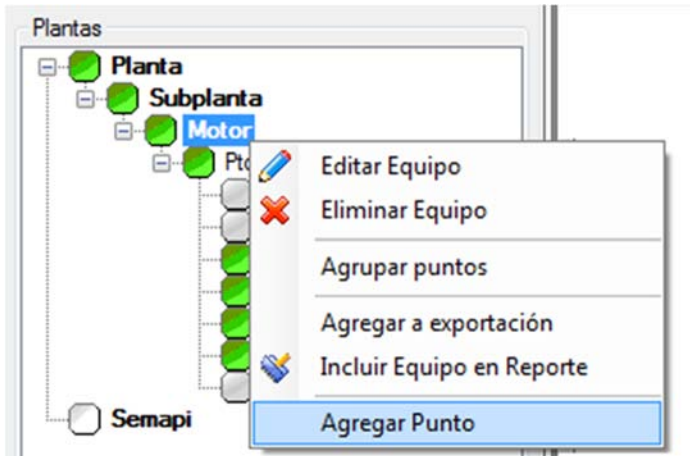 Plantas
Planta
Subplanta
Motor
Editar Equipo
Eliminar Equipo
Agrupar puntos
Agregar a exportación
Incluir Equipo en Reporte
Agregar Punto
Semapi